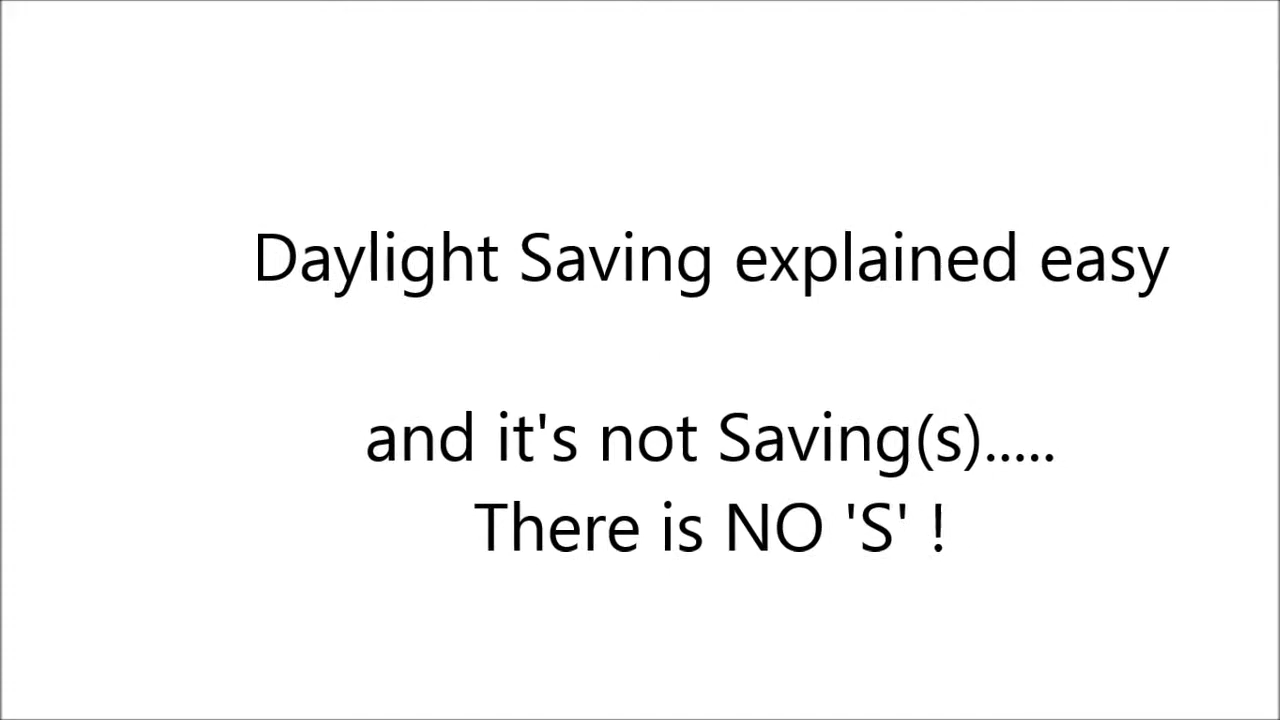 Daylight Saving explained easy
and it's not Saving(s).....
There is NO 'S' !